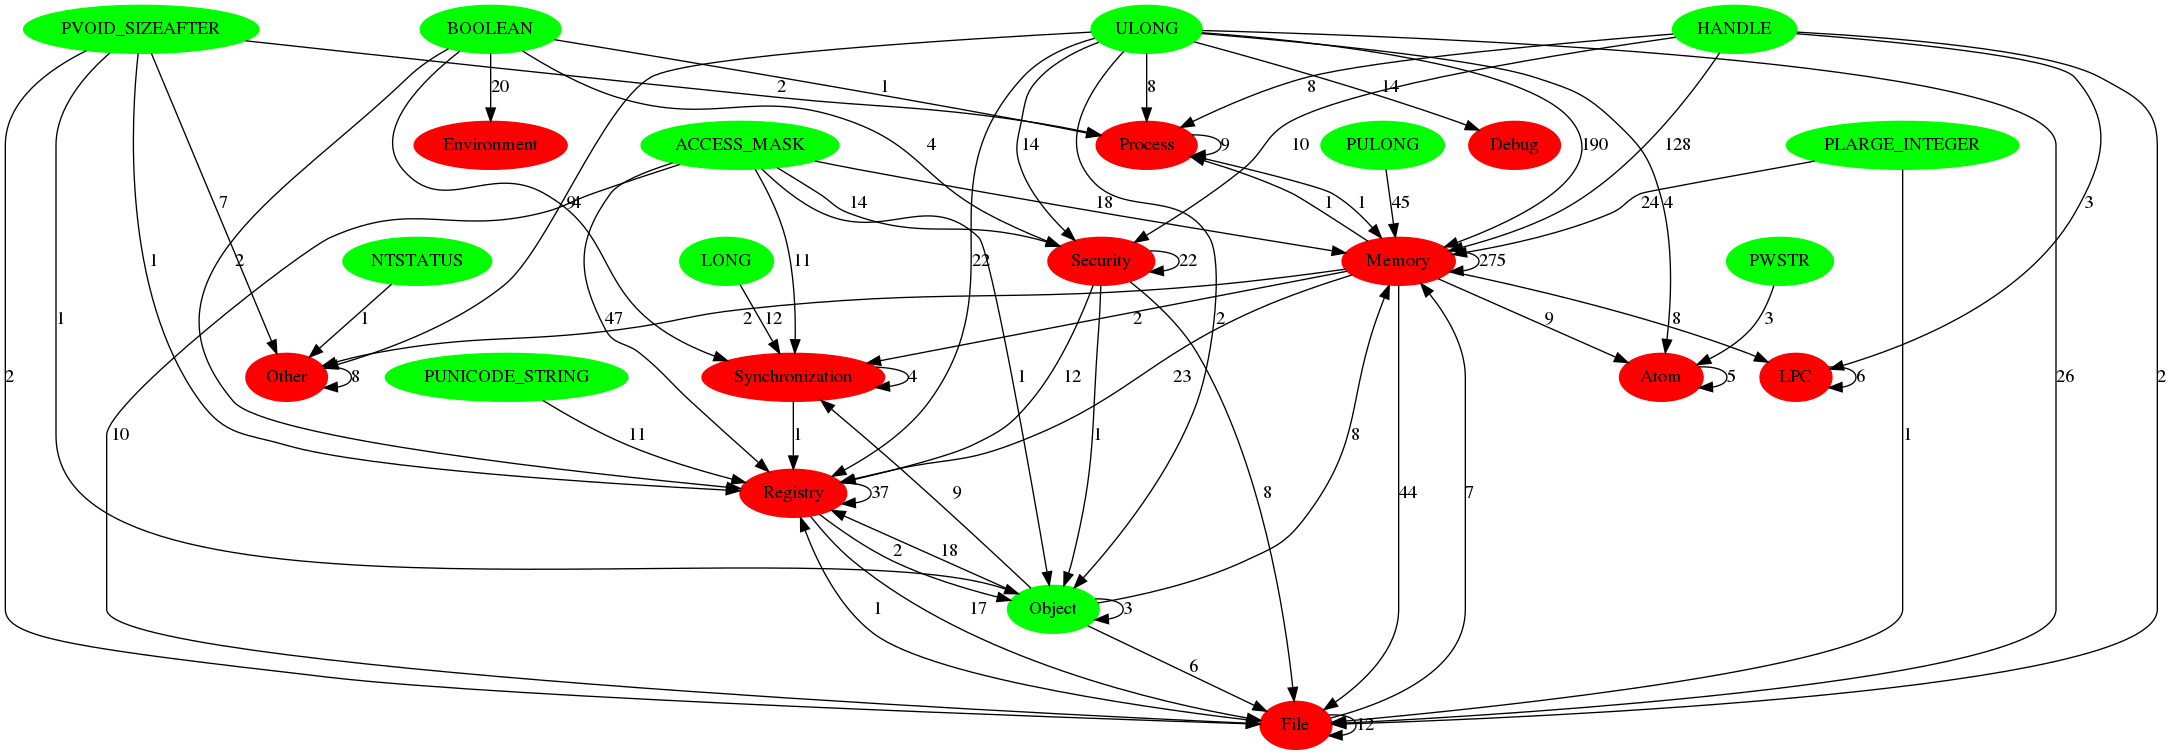 PVOID_SIZEAFTER
BOOLEAN
ULONG
HANDLE
20
2
1
8
14
8
Environment
ACCESS_MASK
4
14
Process
9
10
PULONG
Debug
190
128
PLARGE_INTEGER
7
94
14
18
1
1
45
24
4
3
1
2
NTSTATUS
LONG
11
Security
22
22
Memory
275
PWSTR
1
1
47
12
2
2
2
9
8
3
Other
8
PUNICODE_STRING
Synchronization
4
Atom
5
LPC
6
10
11
1
12
23
1
1
8
1
26
Registry
37
9
8
44
7
2
2
2
18
1
17
Object
3
6
File
12